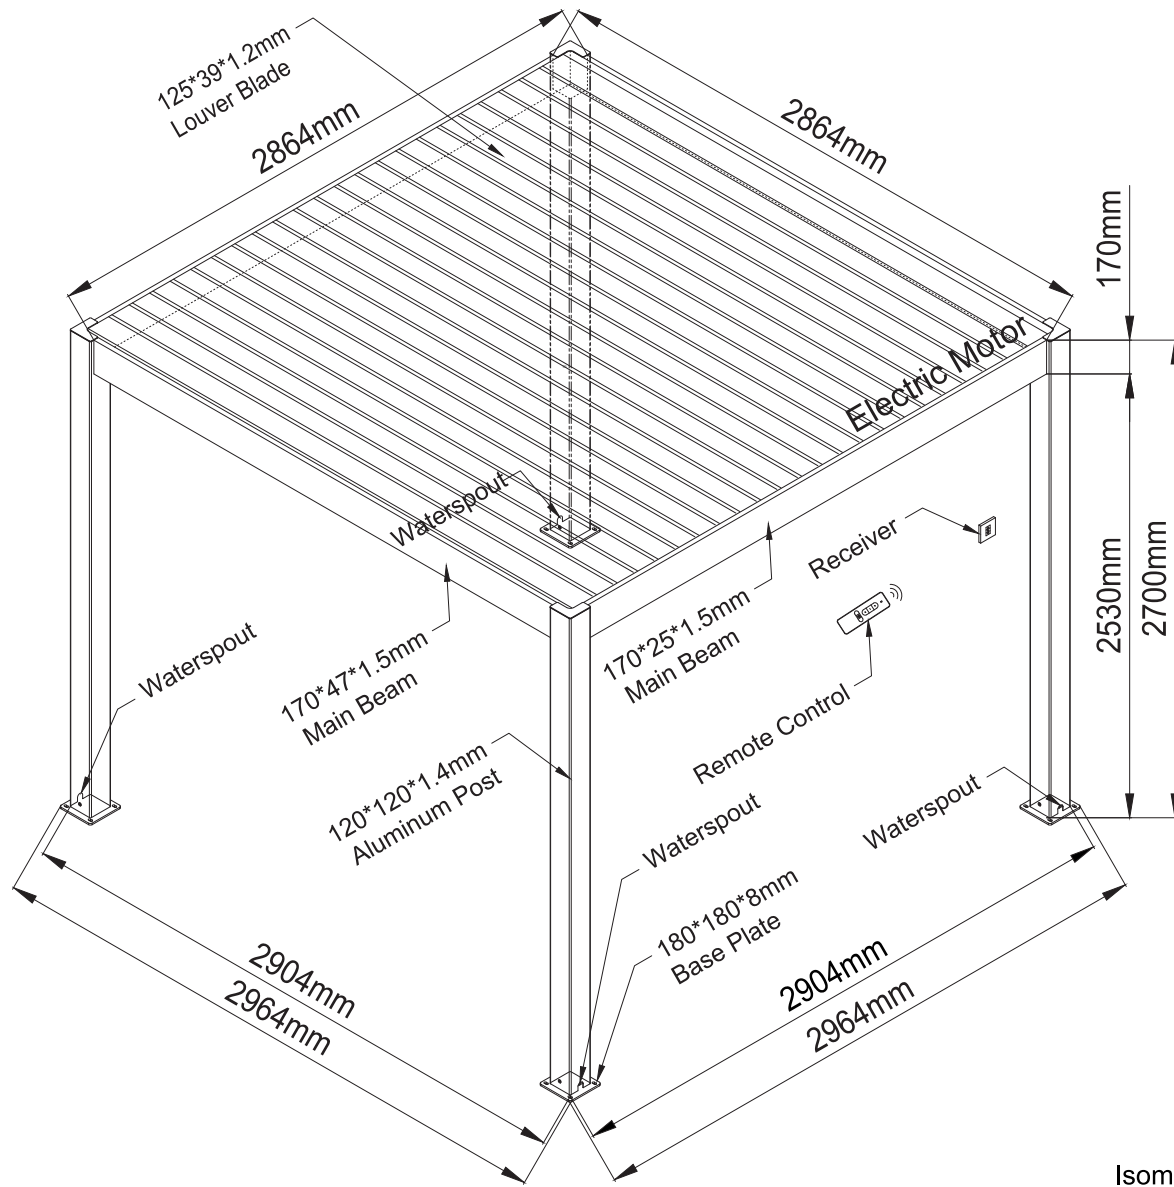 125*39*1.2mm
Louver Blade
2864mm
2864mm
170mm
Electric Motor
Waterspout
Receiver
2530mm
2700mm
170*25*1.5mm
Main Beam
Waterspout
170*47*1.5mm
Main Beam
Remote Control
120*120*1.4mm
Aluminum Post
Waterspout
Waterspout
180*180*8mm
Base Plate
2904mm
2964mm
2904mm
2964mm
Isom